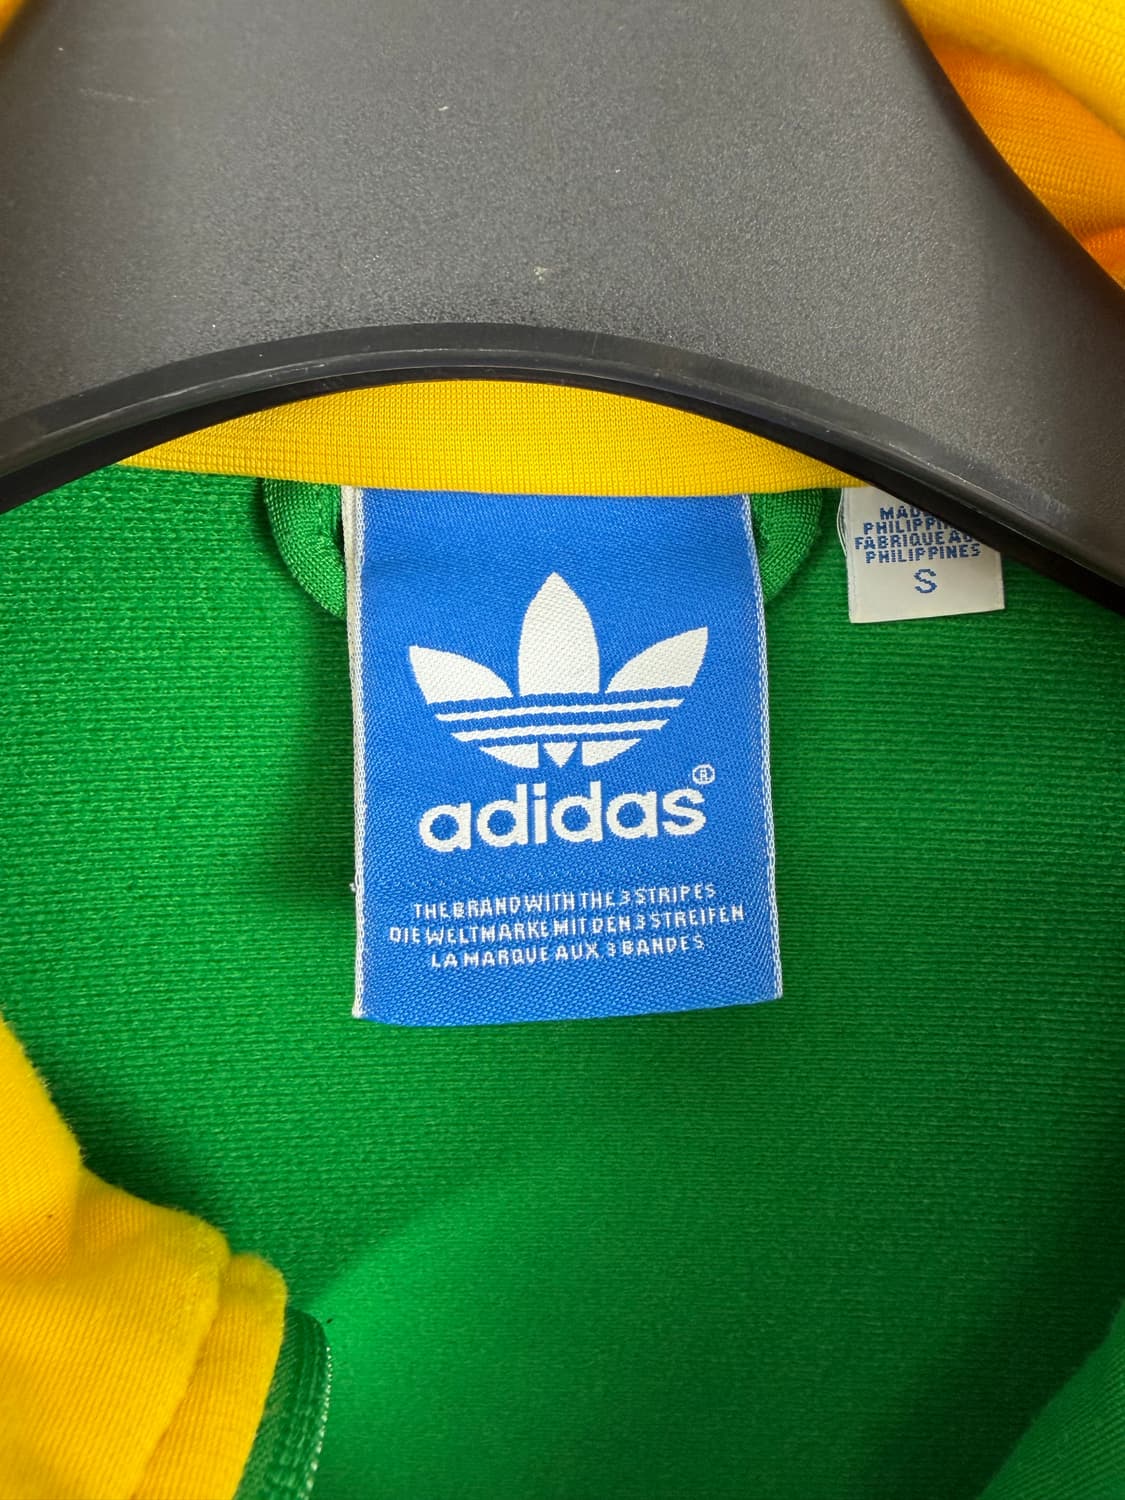 adidas®
THE BRAND WITH THE 3 STRIPES
DIE WELTMARKE MIT DEN 3 STREIFEN
LA MARQUE AUX 3 BANDES
FABRIQUE
PHILIPPINES
S